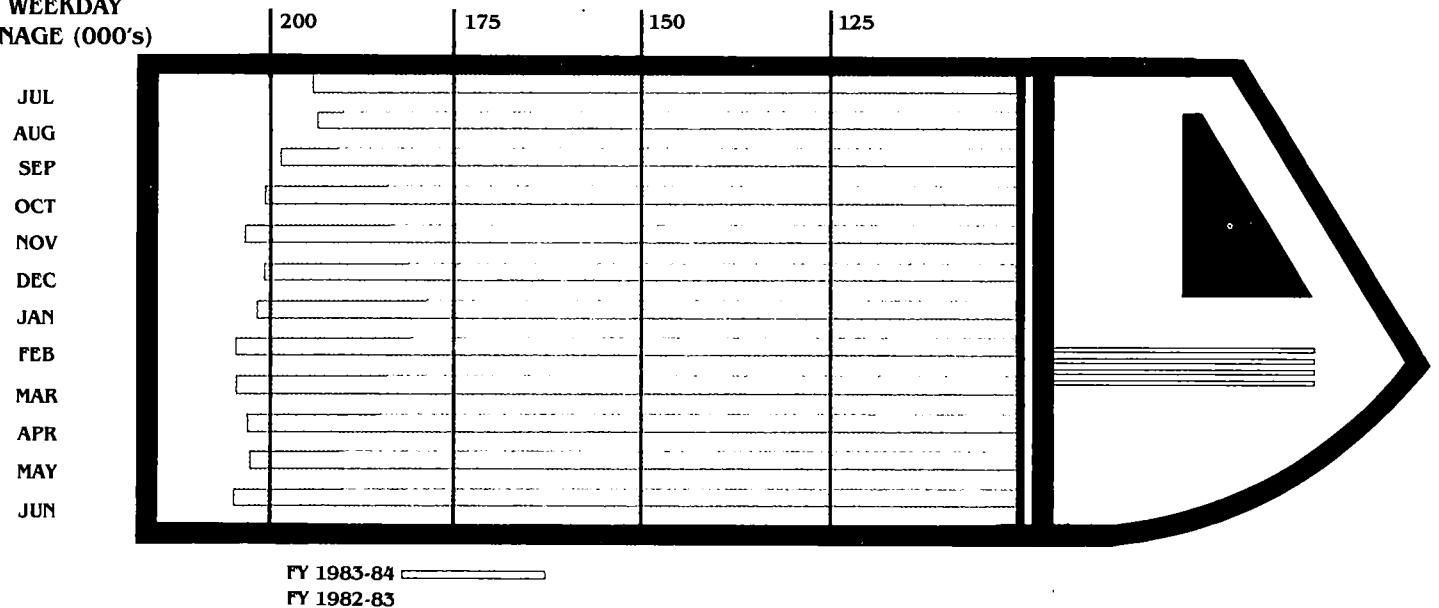 WEEKDAY
NAGE (000's)
200 175 150 125
JUL
AUG
SEP
OCT
NOV
DEC
JAN
FEB
MAR
APR
MAY
JUN
FY 1983-84
FY 1982-83